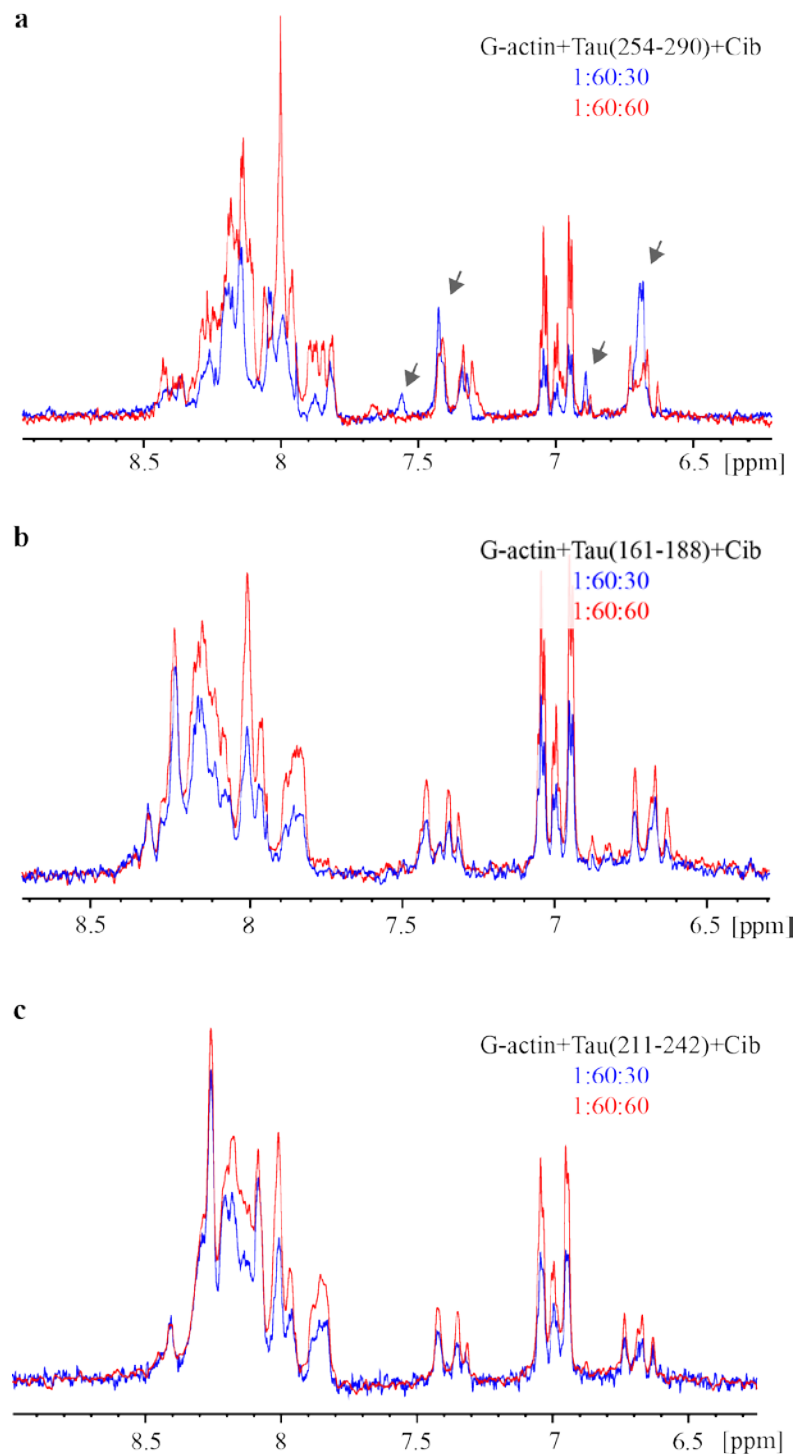 a
G-actin+Tau(254-290)+Cib
1:60:30
1:60:60
8.5 8 7.5 7 6.5 [ppm]
b
G-actin+Tau(161-188)+Cib
1:60:30
1:60:60
8.5 8 7.5 7 6.5 [ppm]
c
G-actin+Tau(211-242)+Cib
1:60:30
1:60:60
8.5 8 7.5 7 6.5 [ppm]